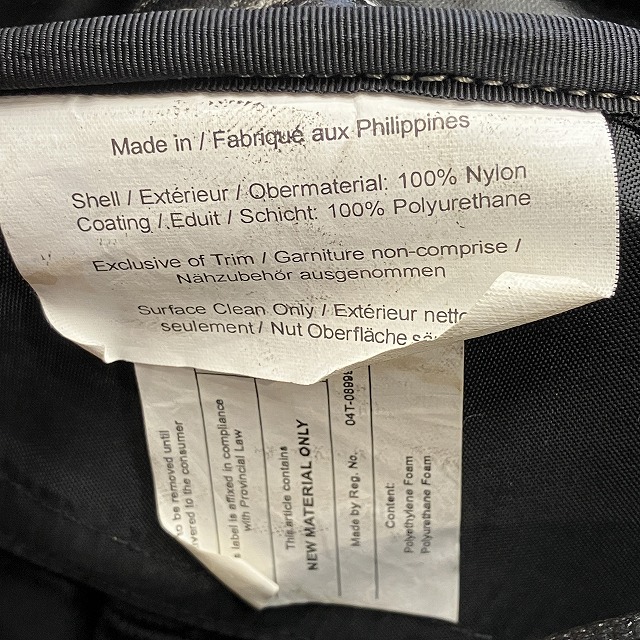 Made in / Fabriqué aux Philippines
Shell / Extérieur / Obermaterial: 100% Nylon
Coating / Eduit / Schicht: 100% Polyurethane
Exclusive of Trim / Garniture non-comprise /
Nähzubehör ausgenommen
Surface Clean Only / Extérieur
seulement / Nut Oberfläche
be removed until
to the consumer
label is affixed in compliance
with Provincial Law
This article contains
NEW MATERIAL ONLY
Made by Reg. No. 04T-0899
Content:
Polyethylene Foam
Polyurethane Foam